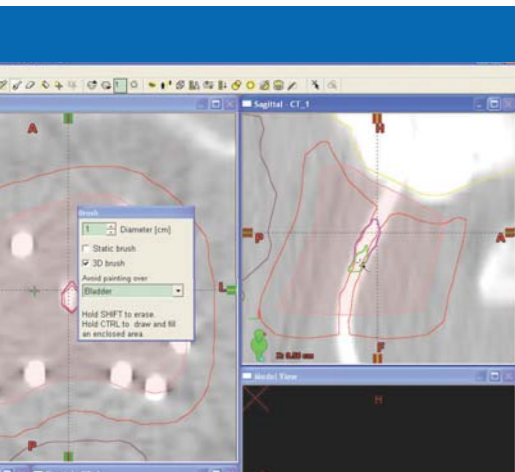 Sagittal - CT_1
A
H
Brush
1 Diameter [cm]
Static brush
3D brush
Avoid painting over
Bladder
Hold SHIFT to erase.
Hold CTRL to draw and fill
an enclosed area.
P
A
L
F
P
Model View
H